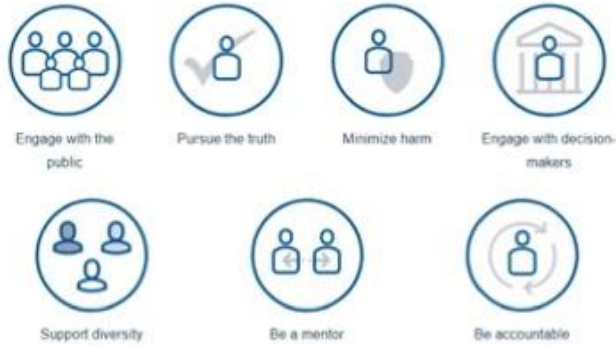 Engage with the
public
Pursue the truth
Minimize harm
Engage with decision-
makers
Support diversity
Be a mentor
Be accountable